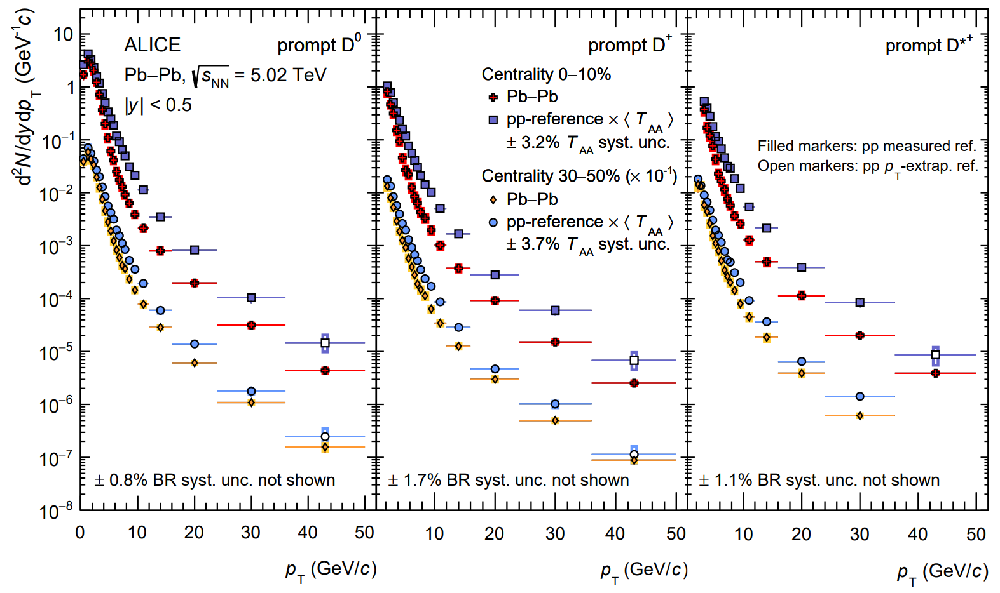 d²N/dydp_T (GeV⁻¹c)
10
1
10⁻¹
10⁻²
10⁻³
10⁻⁴
10⁻⁵
10⁻⁶
10⁻⁷
10⁻⁸
ALICE
prompt D⁰
Pb–Pb, √s_NN = 5.02 TeV
|y| < 0.5
± 0.8% BR syst. unc. not shown
0 10 20 30 40 50
p_T (GeV/c)
prompt D⁺
Centrality 0–10%
Pb–Pb
pp-reference × ⟨ T_AA ⟩
± 3.2% T_AA syst. unc.
Centrality 30–50% (× 10⁻¹)
Pb–Pb
pp-reference × ⟨ T_AA ⟩
± 3.7% T_AA syst. unc.
± 1.7% BR syst. unc. not shown
10 20 30 40 50
p_T (GeV/c)
prompt D*⁺
Filled markers: pp measured ref.
Open markers: pp p_T-extrap. ref.
± 1.1% BR syst. unc. not shown
10 20 30 40 50
p_T (GeV/c)